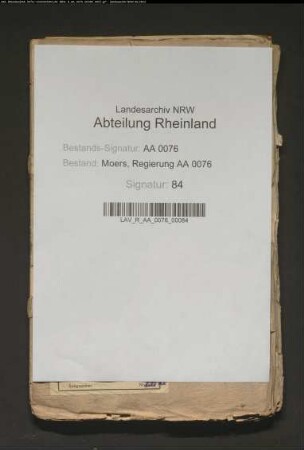 Landesarchiv NRW
Abteilung Rheinland
Bestands-Signatur: AA 0076
Bestand: Moers, Regierung AA 0076
Signatur: 84
LAV_R_AA_0076_00084